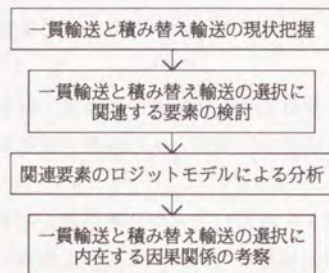 一貫輸送と積み替え輸送の現状把握
一貫輸送と積み替え輸送の選択に
関連する要素の検討
関連要素のロジットモデルによる分析
一貫輸送と積み替え輸送の選択に
内在する因果関係の考察